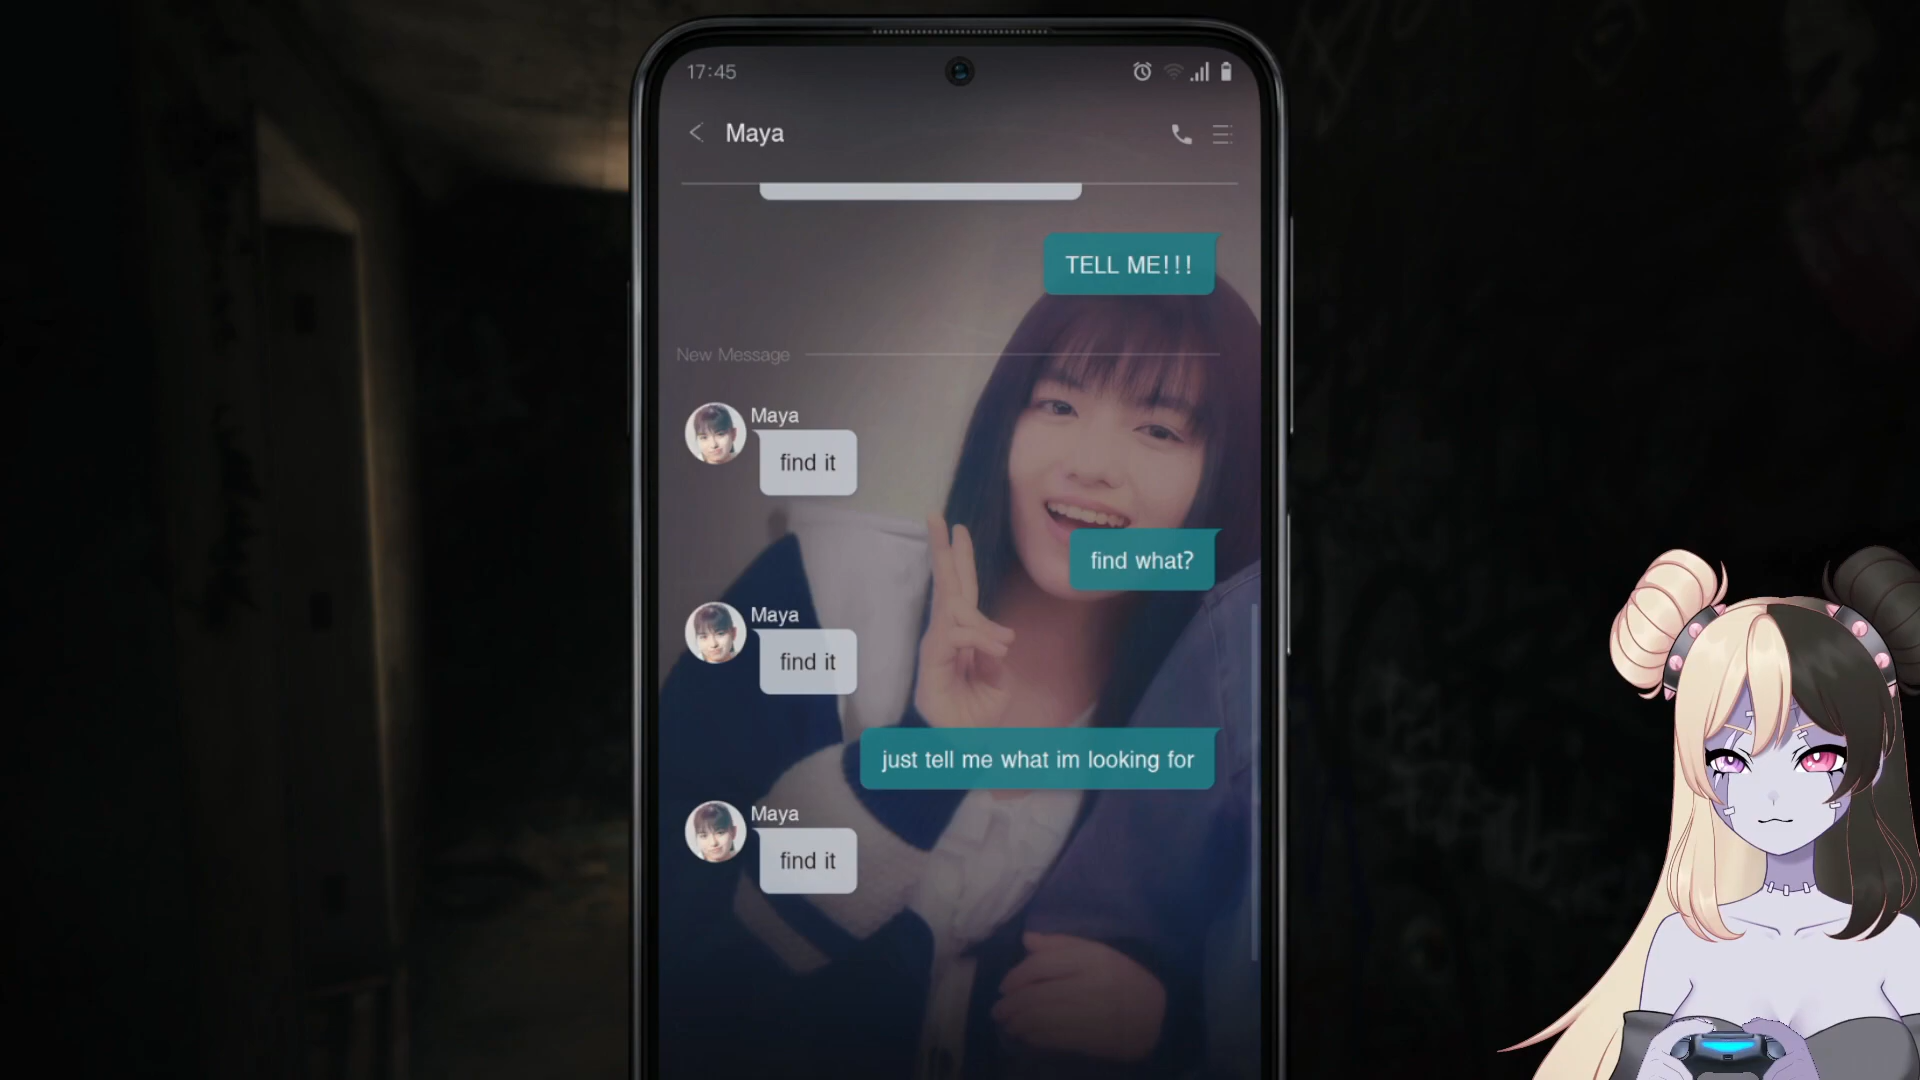 17:45
Maya
TELL ME!!!
New Message
Maya
find it
find what?
Maya
find it
just tell me what im looking for
Maya
find it